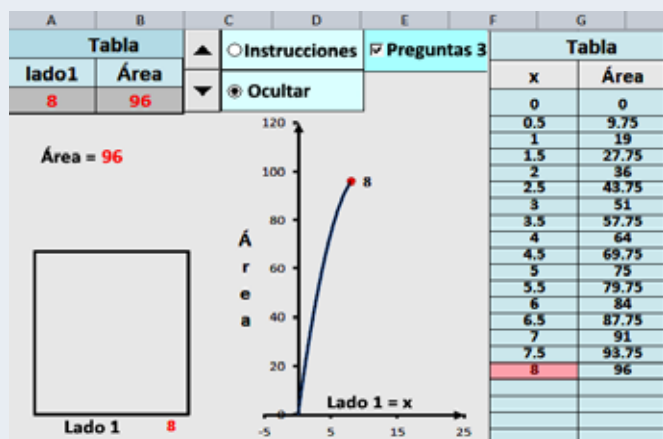 A B C D E F G
Tabla
lado1 Área
8 96
Instrucciones
Ocultar
Preguntas 3
Área = 96
Lado 1 8
Área
120
100
80
60
40
20
0
-5 5 15 25
8
Lado 1 = x
Tabla
x Área
0 0
0.5 9.75
1 19
1.5 27.75
2 36
2.5 43.75
3 51
3.5 57.75
4 64
4.5 69.75
5 75
5.5 79.75
6 84
6.5 87.75
7 91
7.5 93.75
8 96